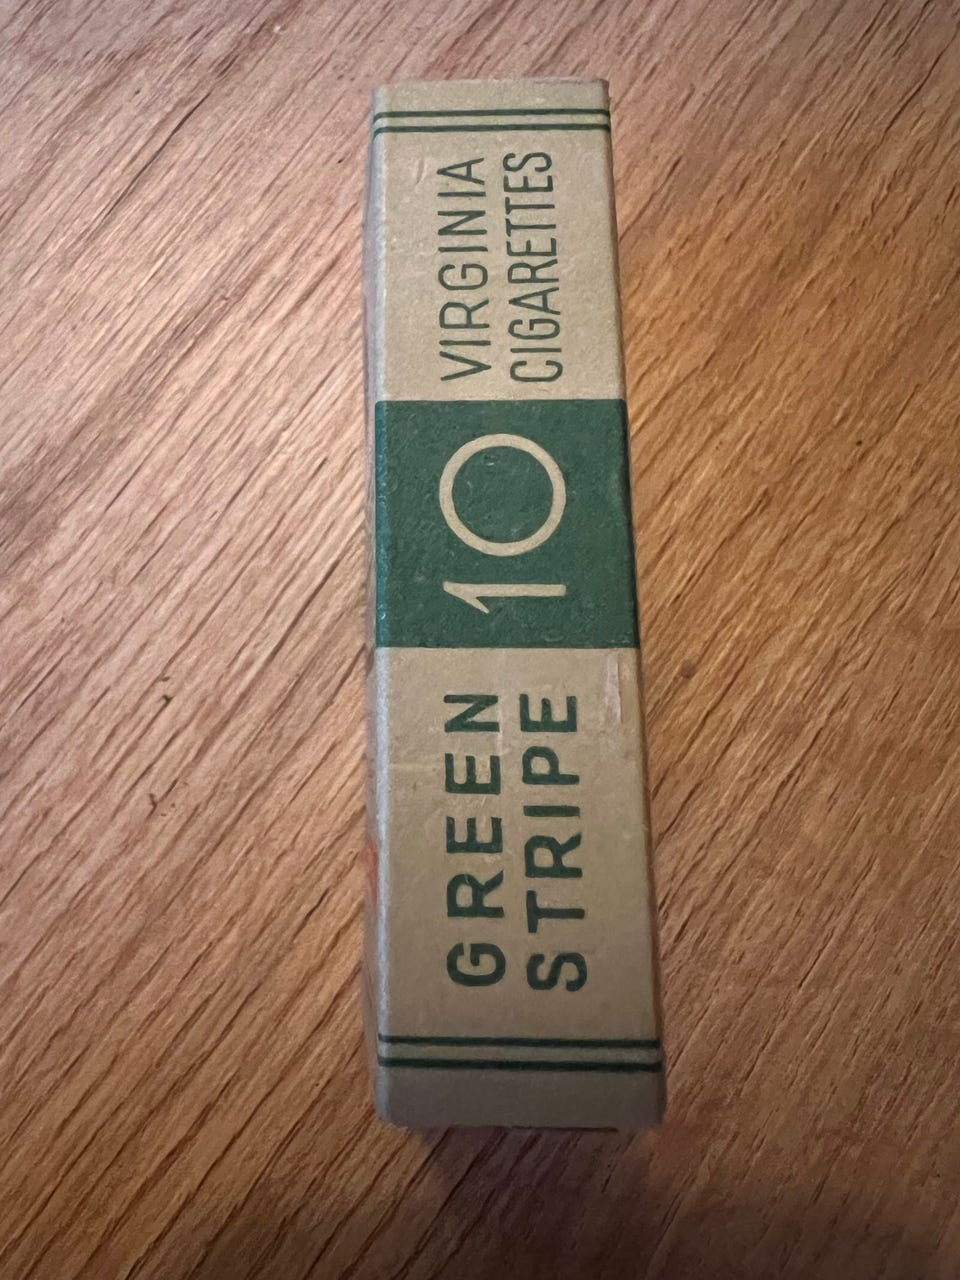 GREEN
STRIPE
10
VIRGINIA
CIGARETTES